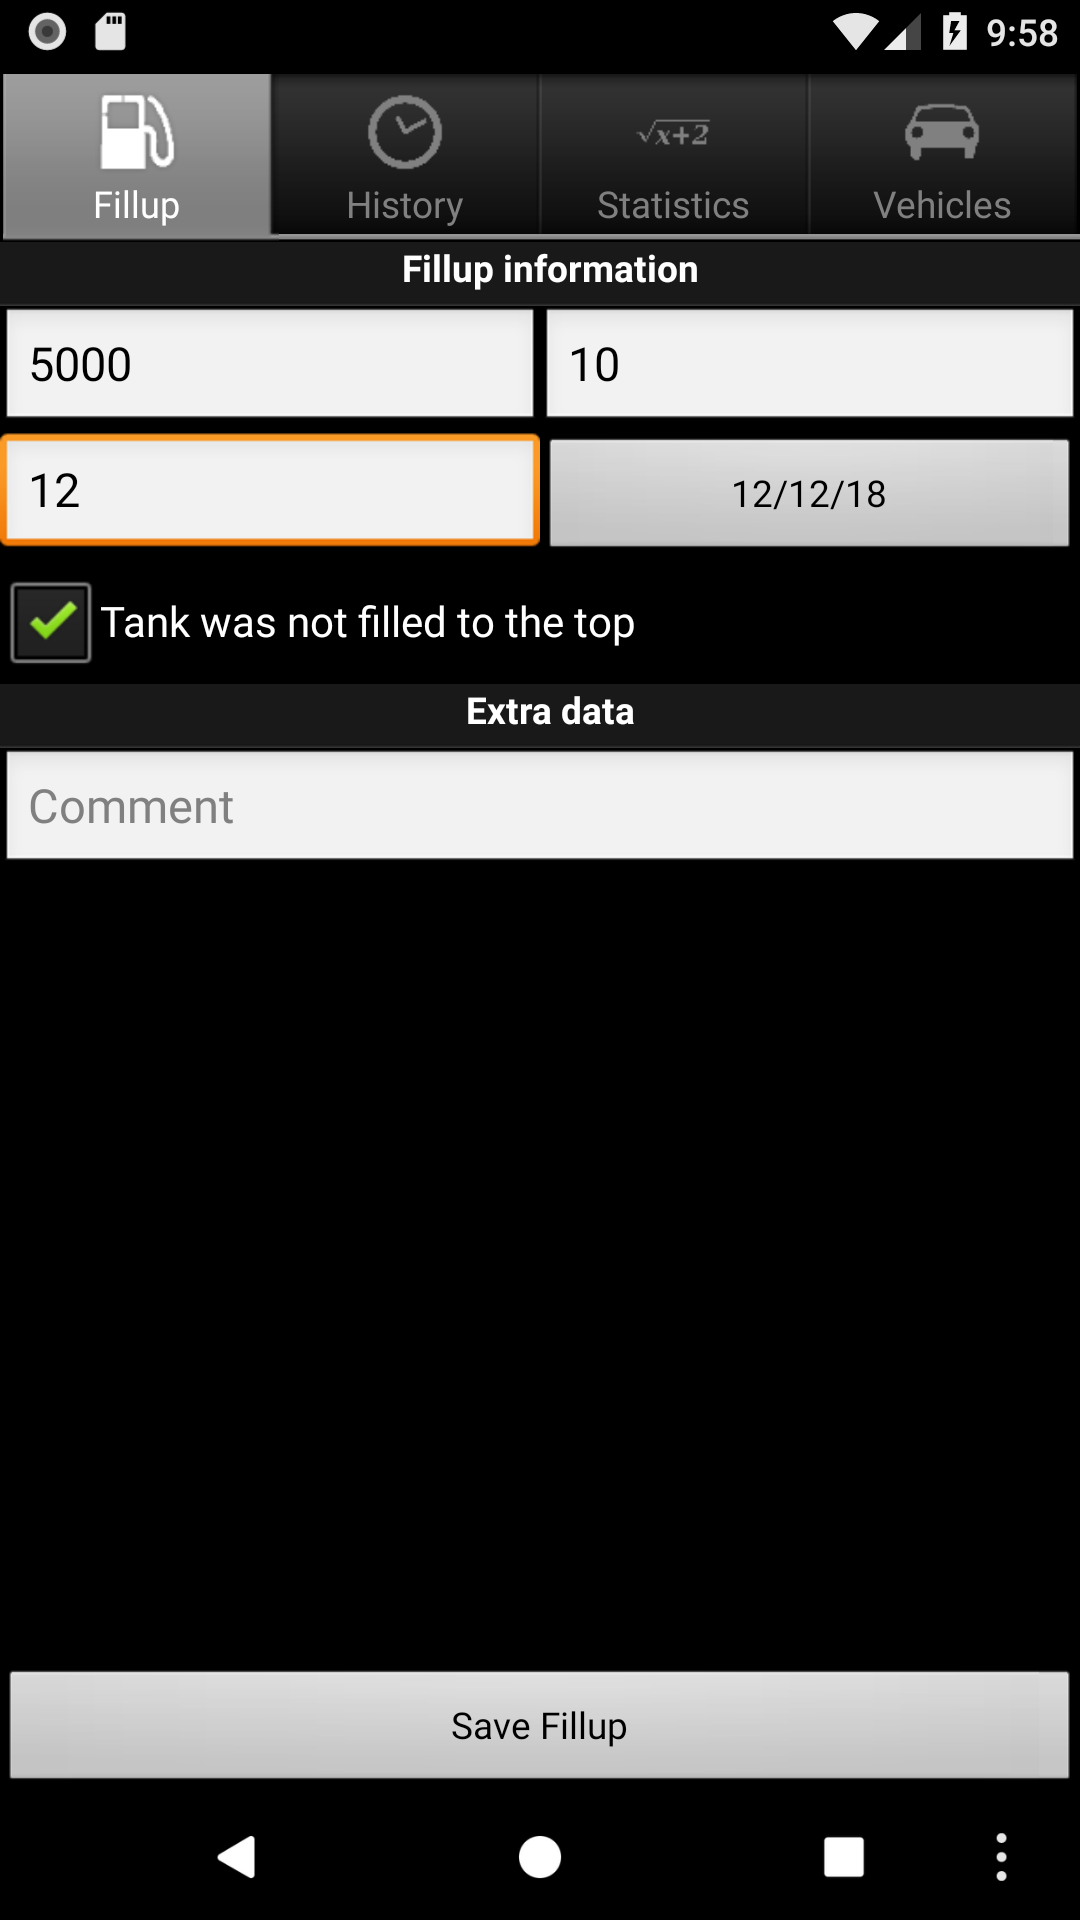 9:58
√x+2
Fillup History Statistics Vehicles
Fillup information
5000 10
12 12/12/18
Tank was not filled to the top
Extra data
Comment
Save Fillup